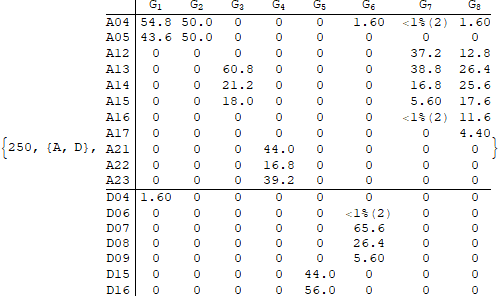 G₁ G₂ G₃ G₄ G₅ G₆ G₇ G₈
A04 54.8 50.0 0 0 0 1.60 <1%(2) 1.60
A05 43.6 50.0 0 0 0 0 0 0
A12 0 0 0 0 0 0 37.2 12.8
A13 0 0 60.8 0 0 0 38.8 26.4
A14 0 0 21.2 0 0 0 16.8 25.6
A15 0 0 18.0 0 0 0 5.60 17.6
A16 0 0 0 0 0 0 <1%(2) 11.6
A17 0 0 0 0 0 0 0 4.40
{250, {A, D}, A21 0 0 0 44.0 0 0 0 0 }
A22 0 0 0 16.8 0 0 0 0
A23 0 0 0 39.2 0 0 0 0
D04 1.60 0 0 0 0 0 0 0
D06 0 0 0 0 0 <1%(2) 0 0
D07 0 0 0 0 0 65.6 0 0
D08 0 0 0 0 0 26.4 0 0
D09 0 0 0 0 0 5.60 0 0
D15 0 0 0 0 44.0 0 0 0
D16 0 0 0 0 56.0 0 0 0